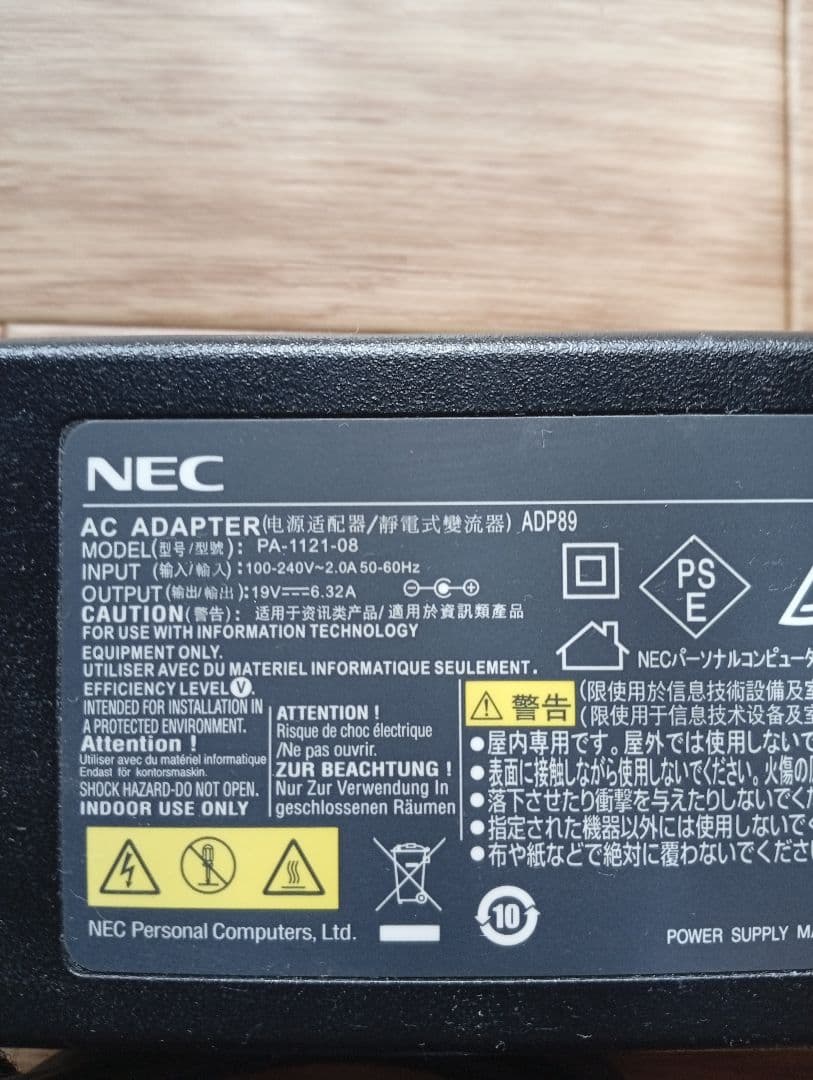 NEC
AC ADAPTER(电源适配器/靜電式變流器) ADP89
MODEL(型号/型號): PA-1121-08
INPUT (输入/輸入):100-240V~2.0A 50-60Hz
OUTPUT(输出/輸出):19V⎓6.32A
CAUTION(警告): 适用于资讯类产品/適用於資訊類產品
FOR USE WITH INFORMATION TECHNOLOGY
EQUIPMENT ONLY.
UTILISER AVEC DU MATERIEL INFORMATIQUE SEULEMENT.
EFFICIENCY LEVEL V.
INTENDED FOR INSTALLATION IN
A PROTECTED ENVIRONMENT.
Attention !
Utiliser avec du matériel informatique
Endast för kontorsmaskin.
SHOCK HAZARD-DO NOT OPEN.
INDOOR USE ONLY
ATTENTION !
Risque de choc électrique
/Ne pas ouvrir.
ZUR BEACHTUNG !
Nur Zur Verwendung In
geschlossenen Räumen
PS
E
NECパーソナルコンピュータ
警告
(限使用於信息技術設備及室
(限使用于信息技术设备及室
●屋内専用です。屋外では使用しないで
●表面に接触しながら使用しないでください。火傷の
●落下させたり衝撃を与えたりしないでくだ
●指定された機器以外には使用しないで
●布や紙などで絶対に覆わないでくださ
NEC Personal Computers, Ltd.
10
POWER SUPPLY MA